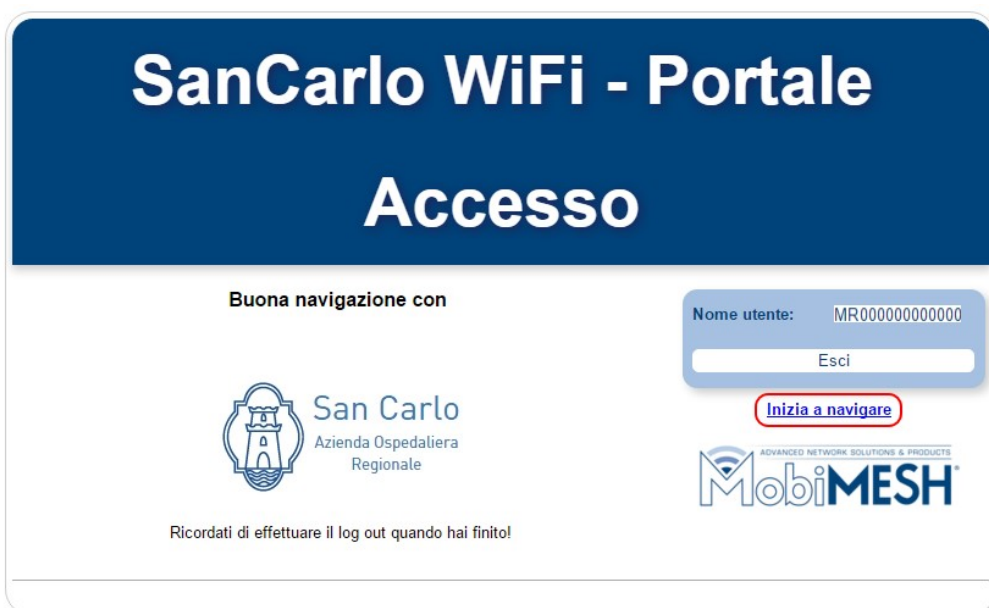 SanCarlo WiFi - Portale
Accesso
Buona navigazione con
San Carlo
Azienda Ospedaliera
Regionale
Ricordati di effettuare il log out quando hai finito!
Nome utente: MR000000000000
Esci
Inizia a navigare
ADVANCED NETWORK SOLUTIONS & PRODUCTS
MobiMESH